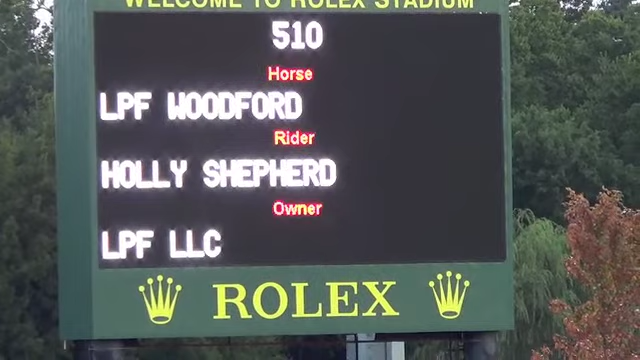 WELCOME TO ROLEX STADIUM
510
Horse
LPF WOODFORD
Rider
HOLLY SHEPHERD
Owner
LPF LLC
ROLEX